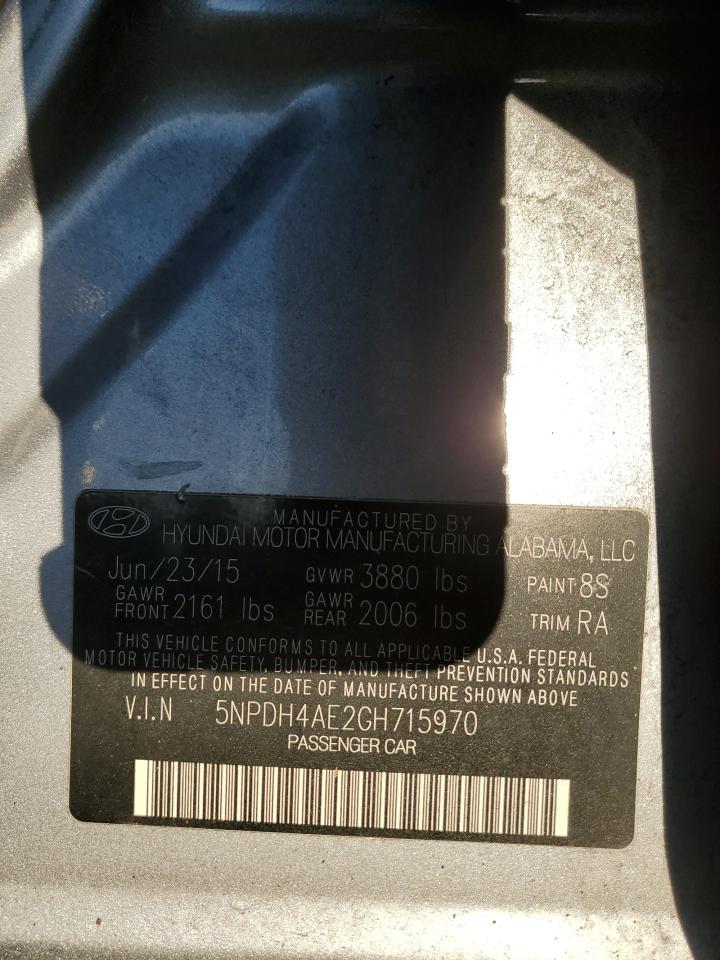 MANUFACTURED BY
HYUNDAI MOTOR MANUFACTURING ALABAMA, LLC
Jun/23/15 GVWR 3880 lbs PAINT 8S
GAWR FRONT 2161 lbs GAWR REAR 2006 lbs TRIM RA
THIS VEHICLE CONFORMS TO ALL APPLICABLE U.S.A. FEDERAL
MOTOR VEHICLE SAFETY, BUMPER, AND THEFT PREVENTION STANDARDS
IN EFFECT ON THE DATE OF MANUFACTURE SHOWN ABOVE
V.I.N 5NPDH4AE2GH715970
PASSENGER CAR